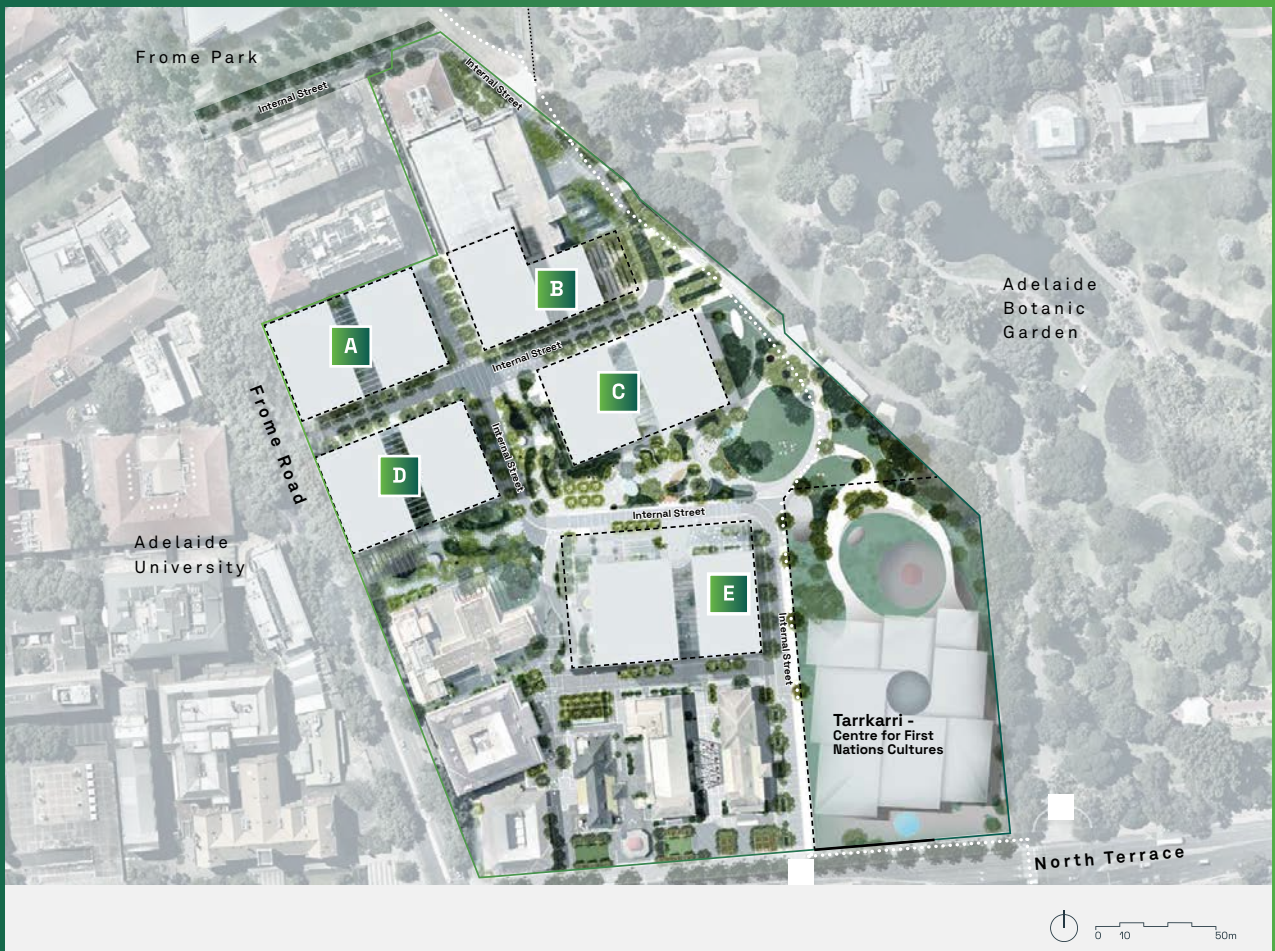 Frome Park
Internal Street
Internal Street
B
A
Internal Street
C
Adelaide
Botanic
Garden
Frome Road
D
Internal Street
Internal Street
Adelaide
University
E
Internal Street
Tarrkarri -
Centre for First
Nations Cultures
North Terrace
0 10 50m